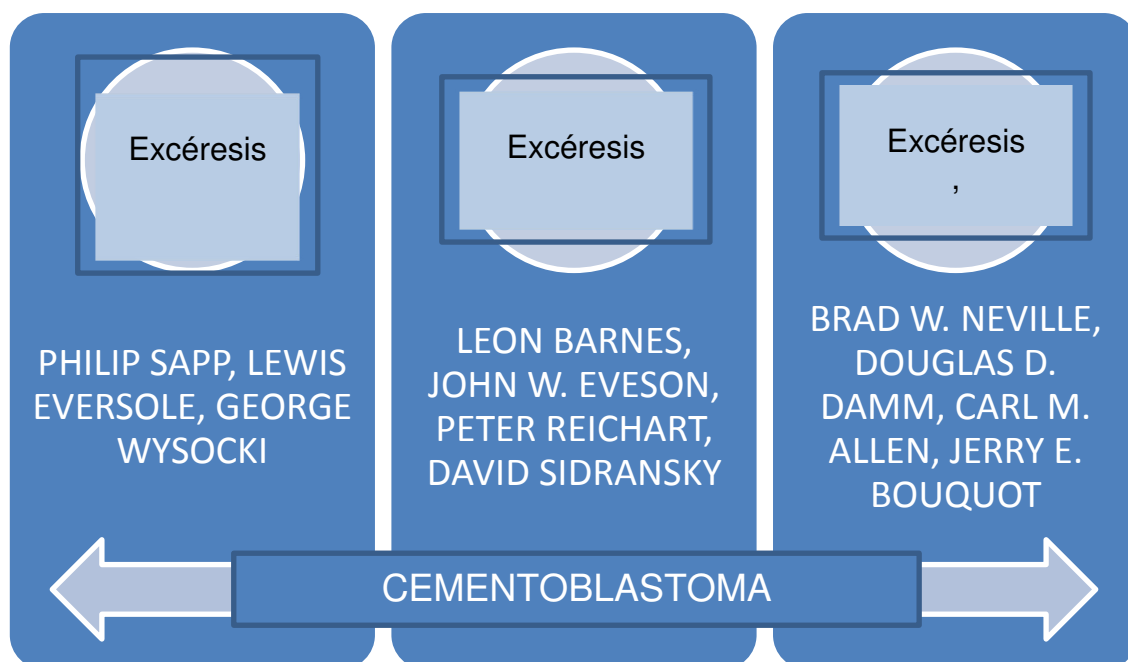 Excéresis
PHILIP SAPP, LEWIS
EVERSOLE, GEORGE
WYSOCKI
Excéresis
LEON BARNES,
JOHN W. EVESON,
PETER REICHART,
DAVID SIDRANSKY
Excéresis
,
BRAD W. NEVILLE,
DOUGLAS D.
DAMM, CARL M.
ALLEN, JERRY E.
BOUQUOT
CEMENTOBLASTOMA